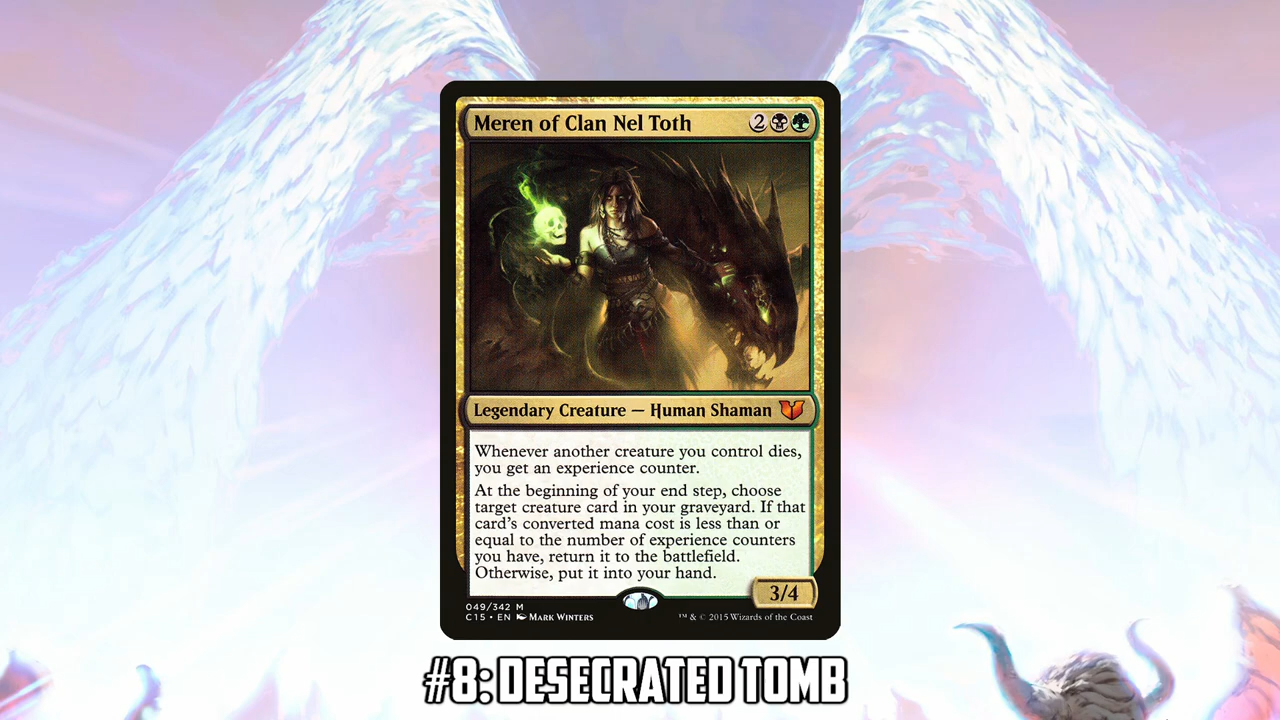 Meren of Clan Nel Toth 2
Legendary Creature — Human Shaman
Whenever another creature you control dies,
you get an experience counter.
At the beginning of your end step, choose
target creature card in your graveyard. If that
card's converted mana cost is less than or
equal to the number of experience counters
you have, return it to the battlefield.
Otherwise, put it into your hand.
3/4
049/342 M
C15 • EN Mark Winters
™ & © 2015 Wizards of the Coast
#8: DESECRATED TOMB